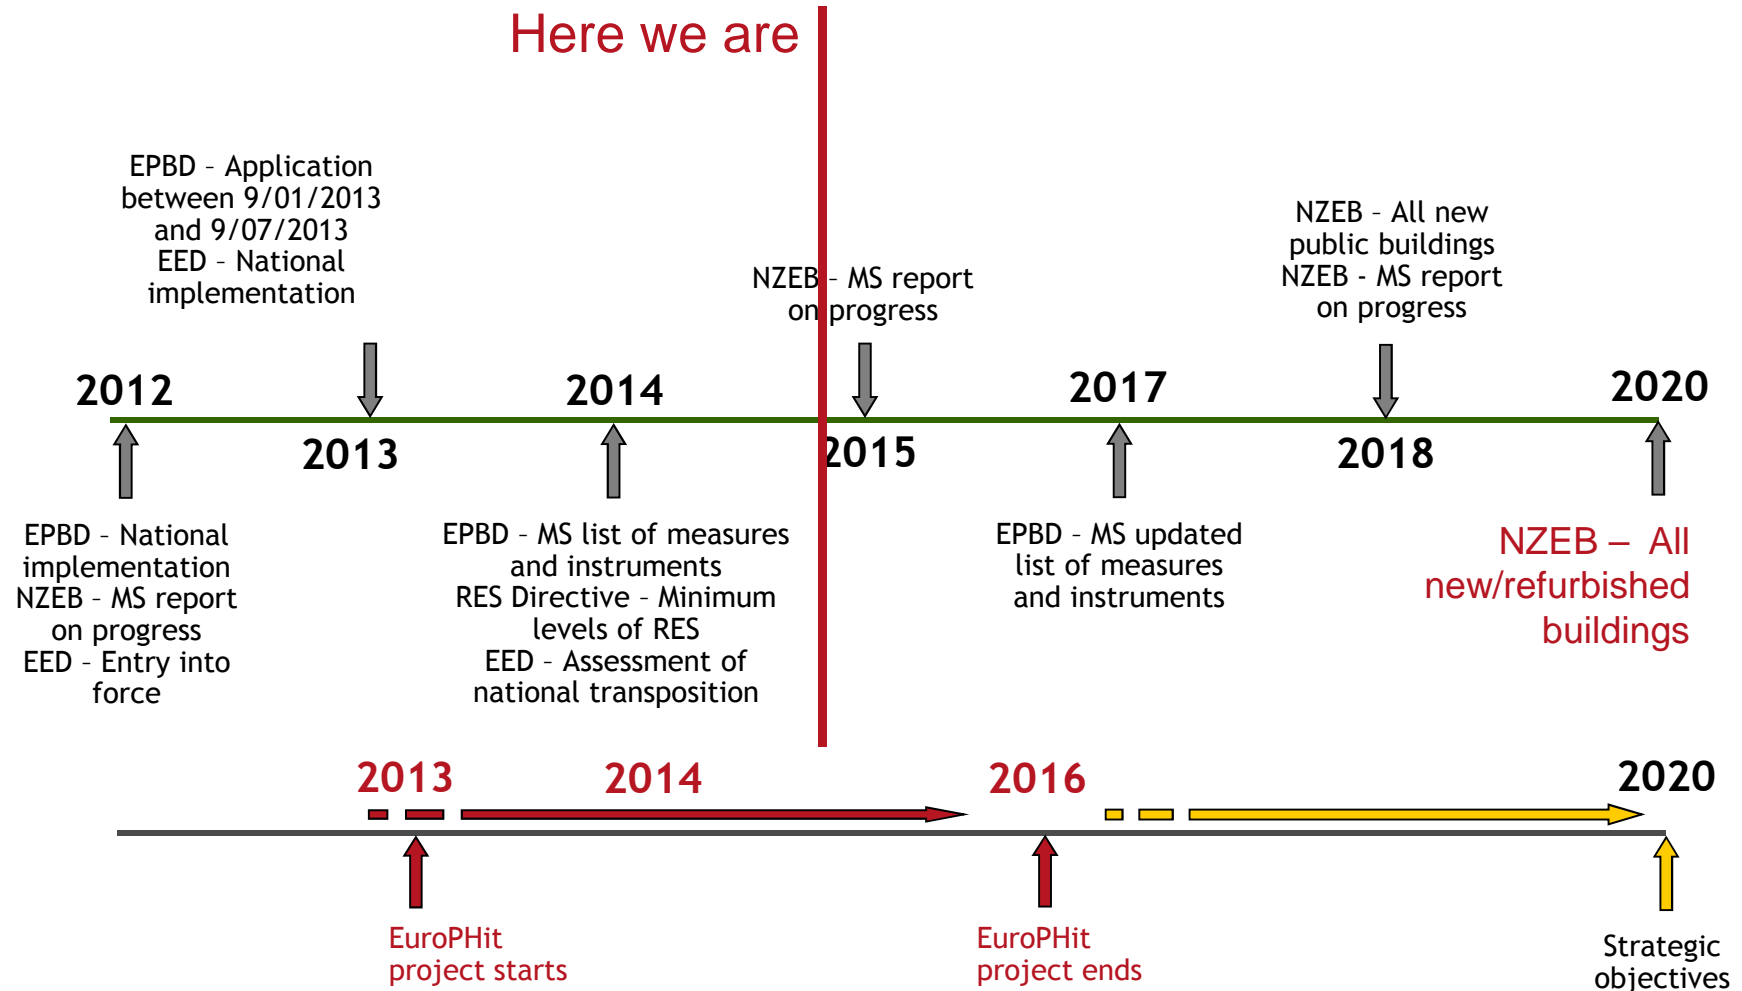 Here we are
EPBD – Application
between 9/01/2013
and 9/07/2013
EED – National
implementation
NZEB – MS report
on progress
NZEB – All new
public buildings
NZEB - MS report
on progress
2012
2014
2017
2020
2013
2015
2018
EPBD – National
implementation
NZEB – MS report
on progress
EED – Entry into
force
EPBD – MS list of measures
and instruments
RES Directive – Minimum
levels of RES
EED – Assessment of
national transposition
EPBD – MS updated
list of measures
and instruments
NZEB – All
new/refurbished
buildings
2013
2014
2016
2020
EuroPHit
project starts
EuroPHit
project ends
Strategic
objectives